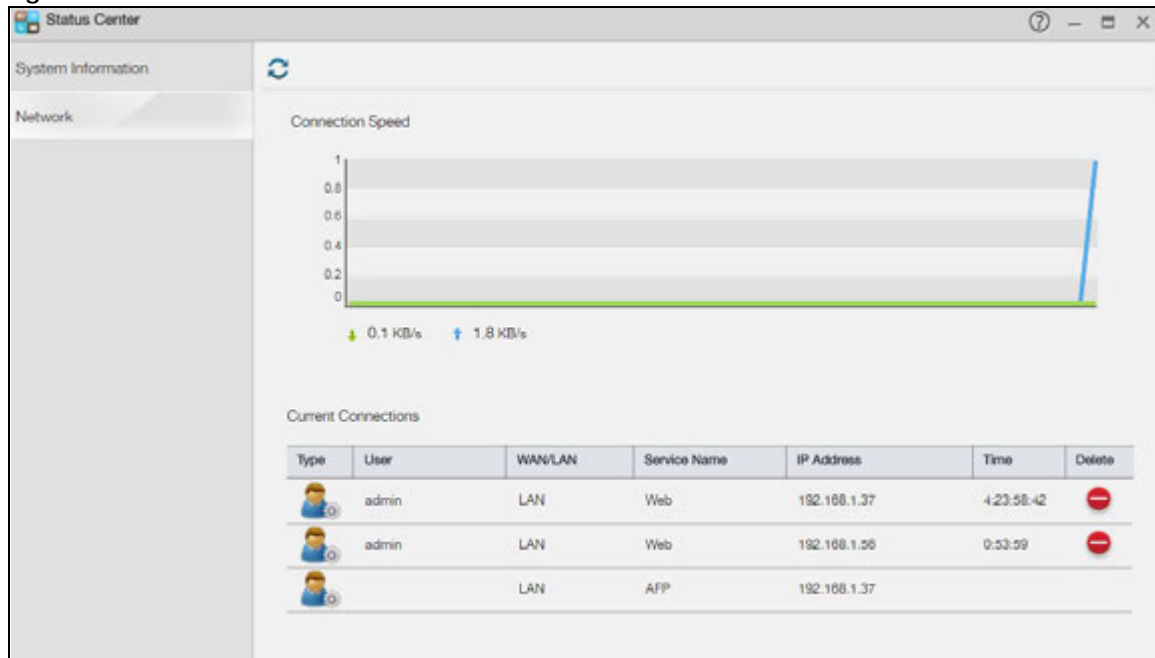 Status Center
System Information
Network
Connection Speed
1
0.8
0.6
0.4
0.2
0
0.1 KB/s 1.8 KB/s
Current Connections
Type User WAN/LAN Service Name IP Address Time Delete
admin LAN Web 192.168.1.37 4:23:58:42
admin LAN Web 192.168.1.56 0:53:59
LAN AFP 192.168.1.37